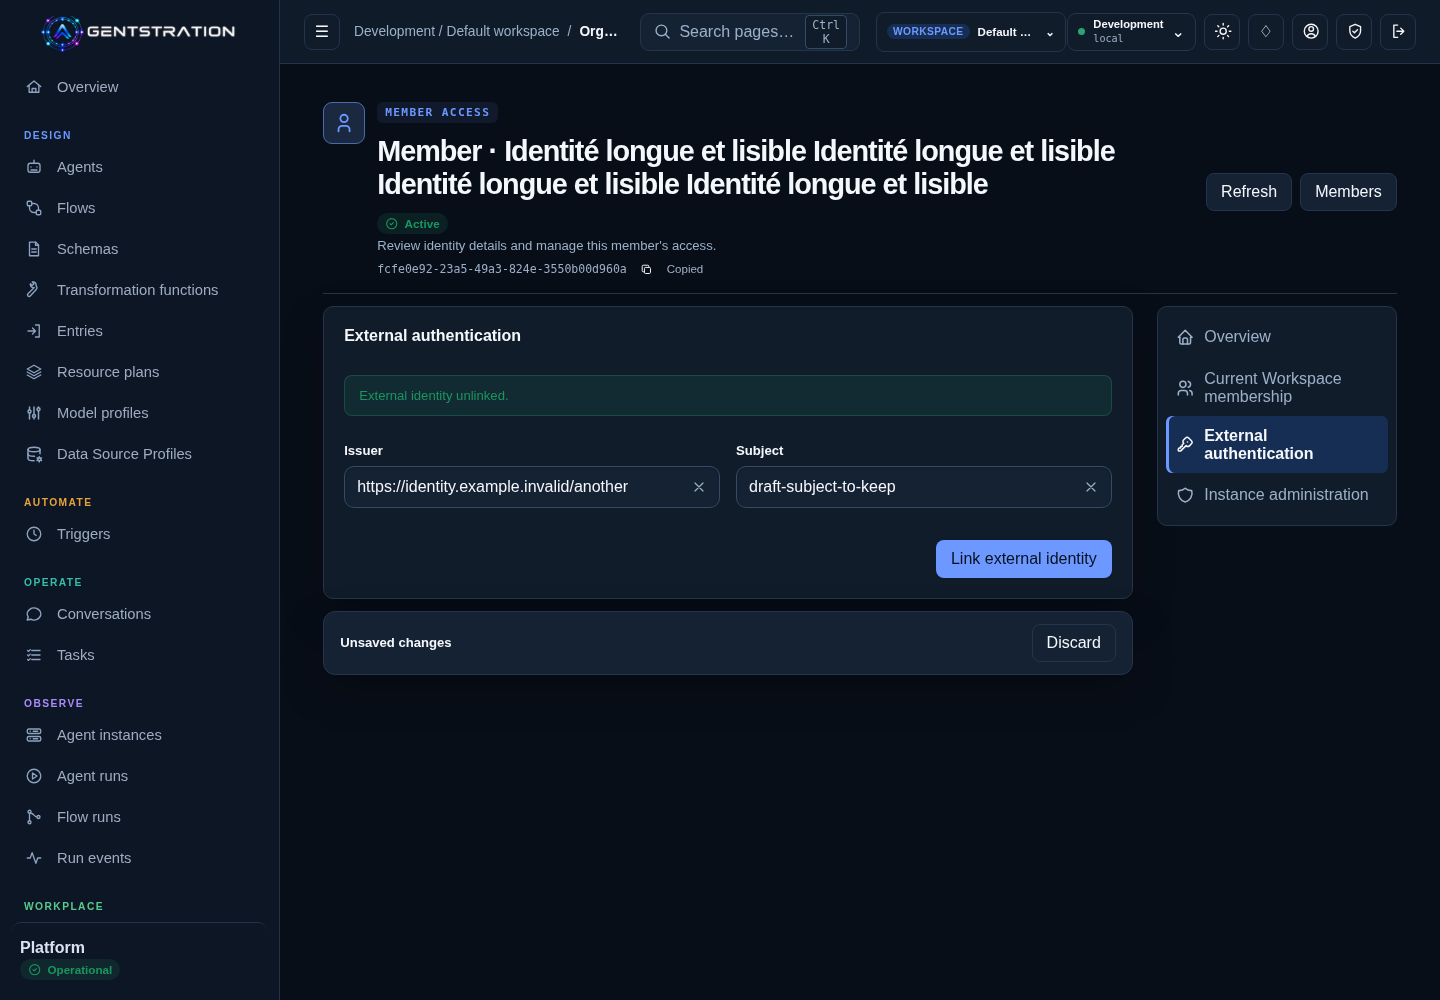 GENTSTRATION
Overview
DESIGN
Agents
Flows
Schemas
Transformation functions
Entries
Resource plans
Model profiles
Data Source Profiles
AUTOMATE
Triggers
OPERATE
Conversations
Tasks
OBSERVE
Agent instances
Agent runs
Flow runs
Run events
WORKPLACE
Platform
Operational
☰
Development / Default workspace / Org…
Search pages…
Ctrl
K
WORKSPACE Default …
Development
local
MEMBER ACCESS
Member · Identité longue et lisible Identité longue et lisible
Identité longue et lisible Identité longue et lisible
Active
Review identity details and manage this member's access.
fcfe0e92-23a5-49a3-824e-3550b00d960a Copied
Refresh
Members
External authentication
External identity unlinked.
Issuer
https://identity.example.invalid/another
Subject
draft-subject-to-keep
Link external identity
Unsaved changes
Discard
Overview
Current Workspace
membership
External
authentication
Instance administration